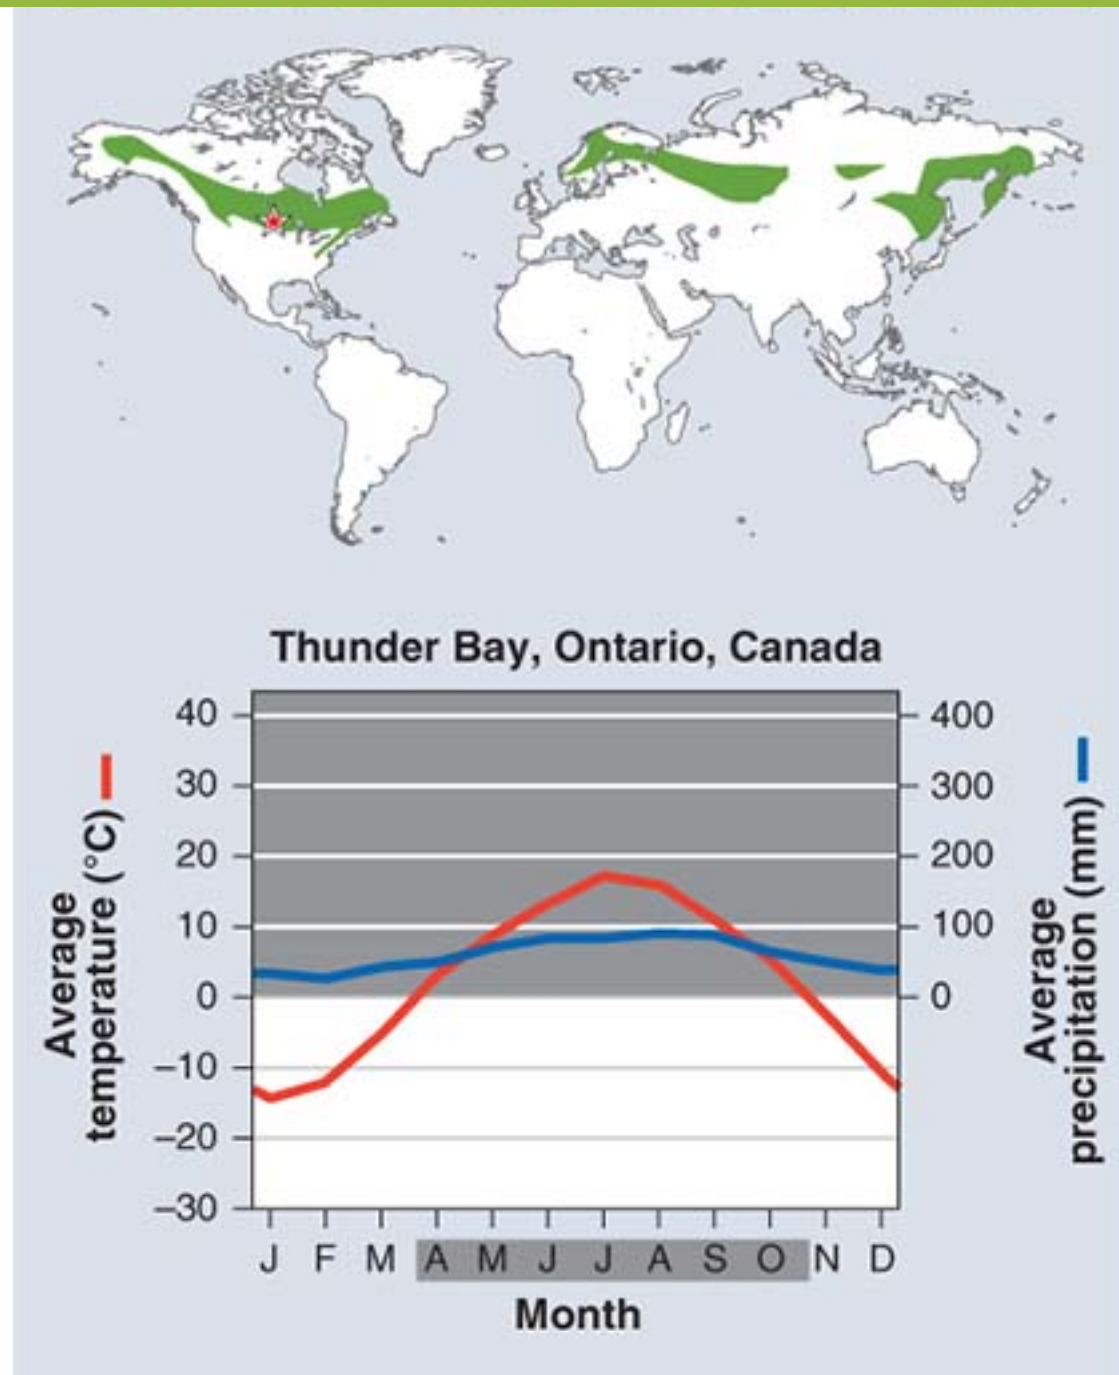 Thunder Bay, Ontario, Canada
Average
temperature (°C)
40
30
20
10
0
–10
–20
–30
400
300
200
100
0
Average
precipitation (mm)
J F M A M J J A S O N D
Month